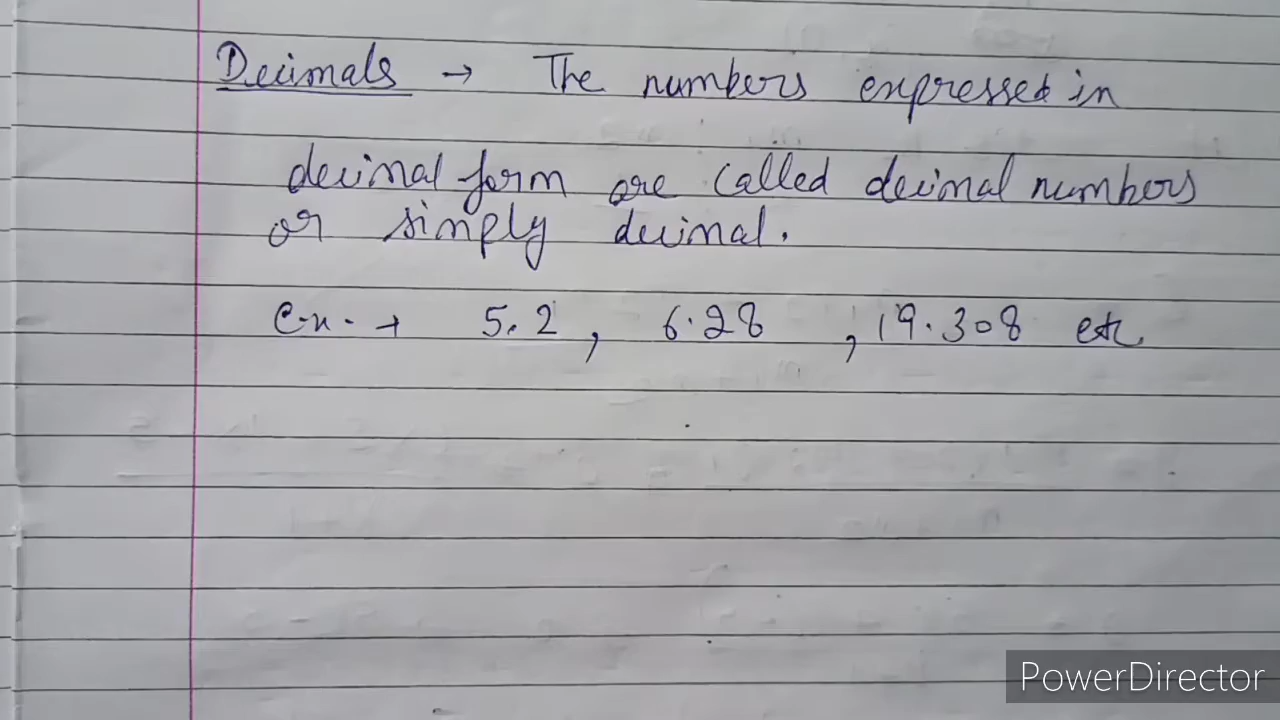 Decimals → The numbers expressed in
decimal form are called decimal numbers
or simply decimal.
ex. → 5.2 , 6.28 , 19.308 etc
PowerDirector